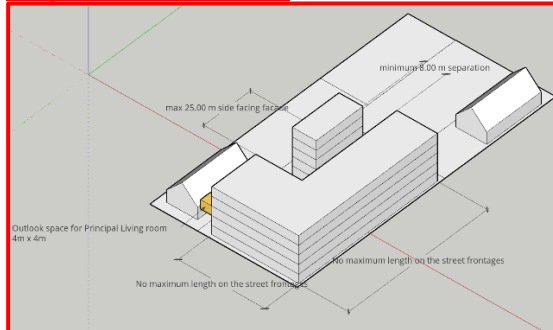 minimum 8.00 m separation
max 25.00 m side facing facade
Outlook space for Principal Living room
4m x 4m
No maximum length on the street frontages
No maximum length on the street frontages